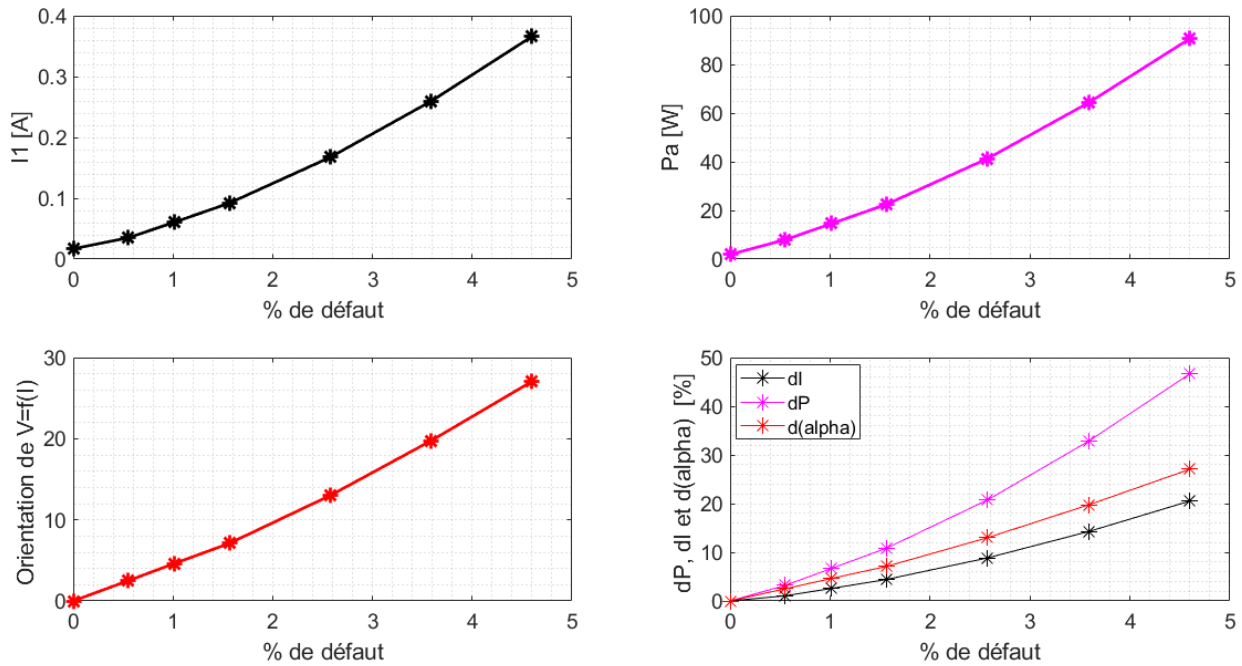 I1 [A]
0.4
0.3
0.2
0.1
0
0 1 2 3 4 5
% de défaut
Pa [W]
100
80
60
40
20
0
0 1 2 3 4 5
% de défaut
Orientation de V=f(I)
30
20
10
0
0 1 2 3 4 5
% de défaut
dP, dI et d(alpha) [%]
50
40
30
20
10
0
0 1 2 3 4 5
% de défaut
dI
dP
d(alpha)